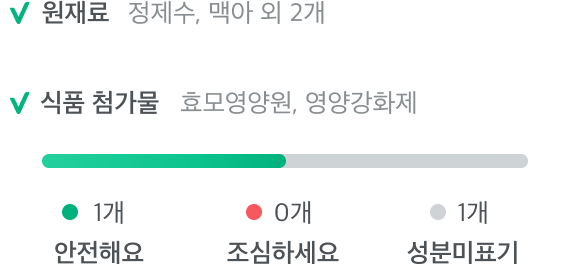 원재료 정제수, 맥아 외 2개
식품 첨가물 효모영양원, 영양강화제
1개 0개 1개
안전해요 조심하세요 성분미표기